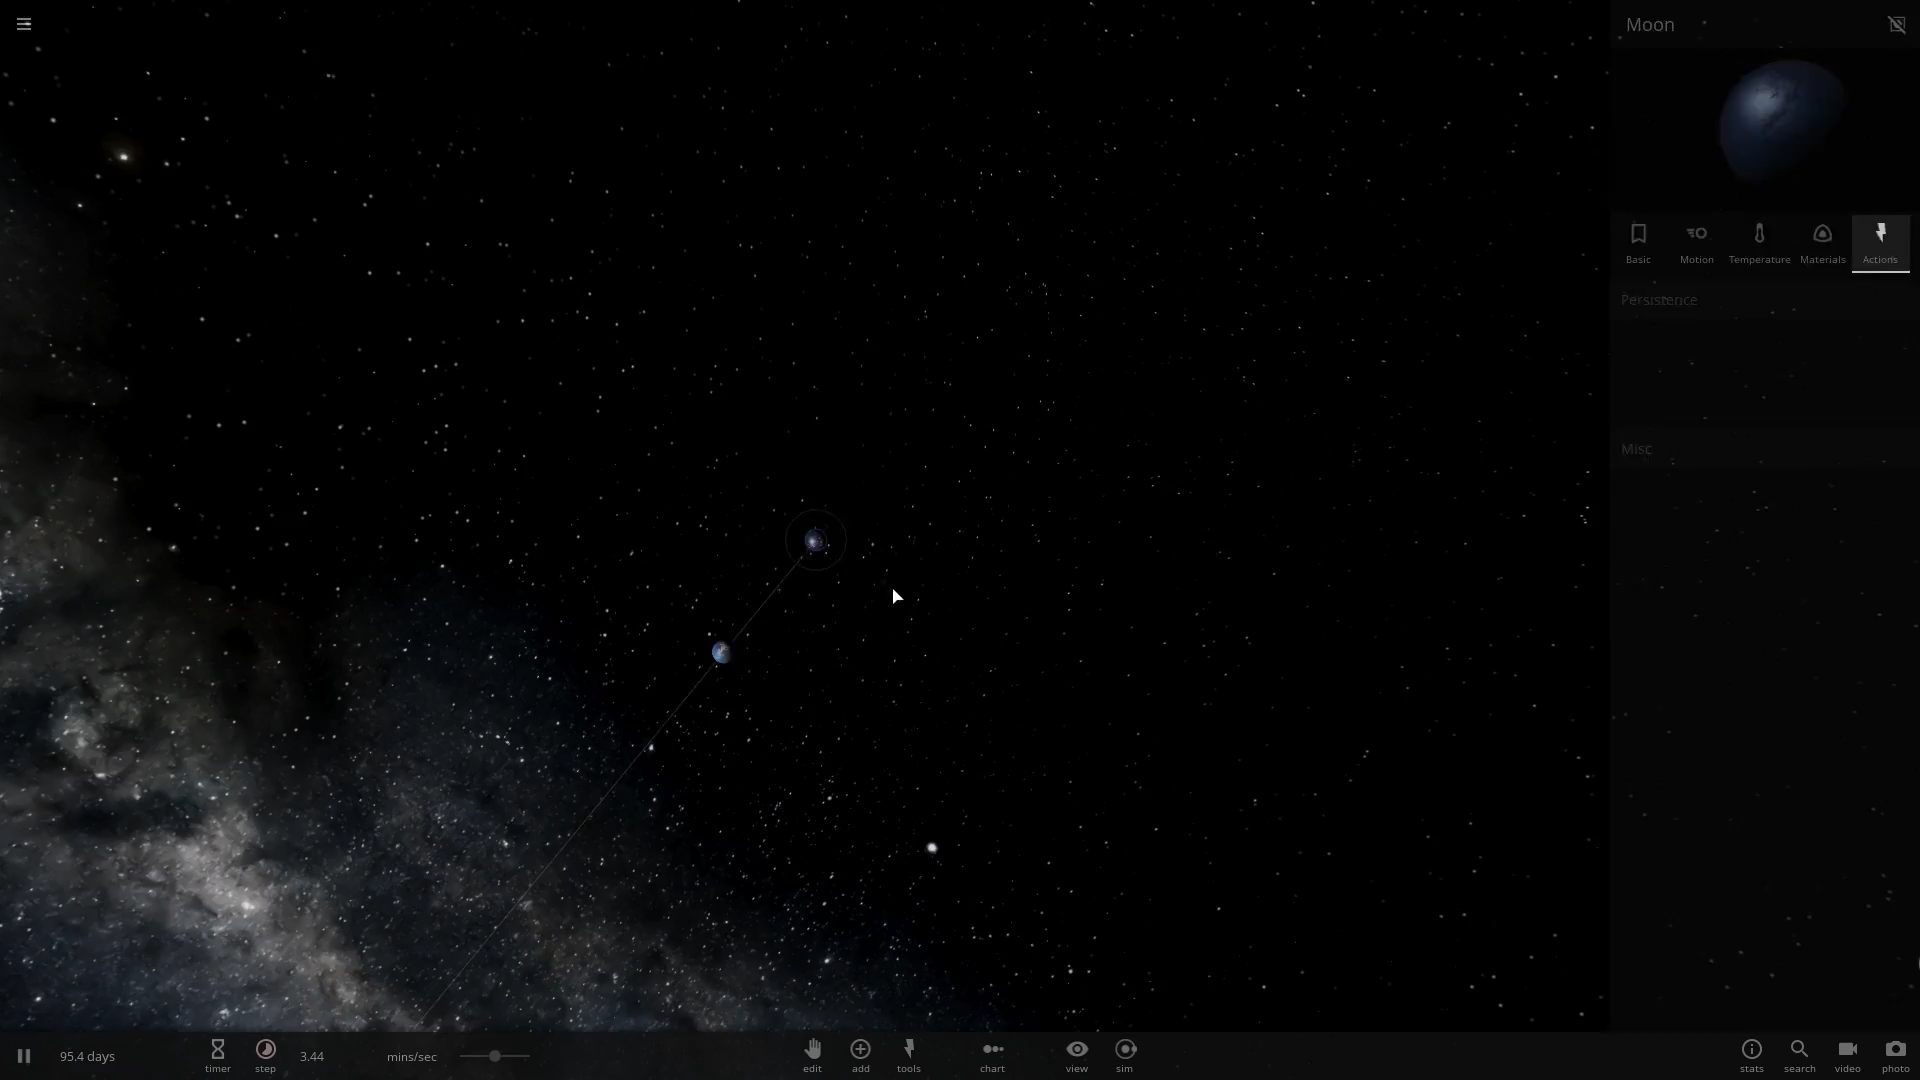 Moon
Basic
Motion
Temperature
Materials
Actions
Persistence
Misc
95.4 days
timer
step
3.44
mins/sec
edit
add
tools
chart
view
sim
stats
search
video
photo